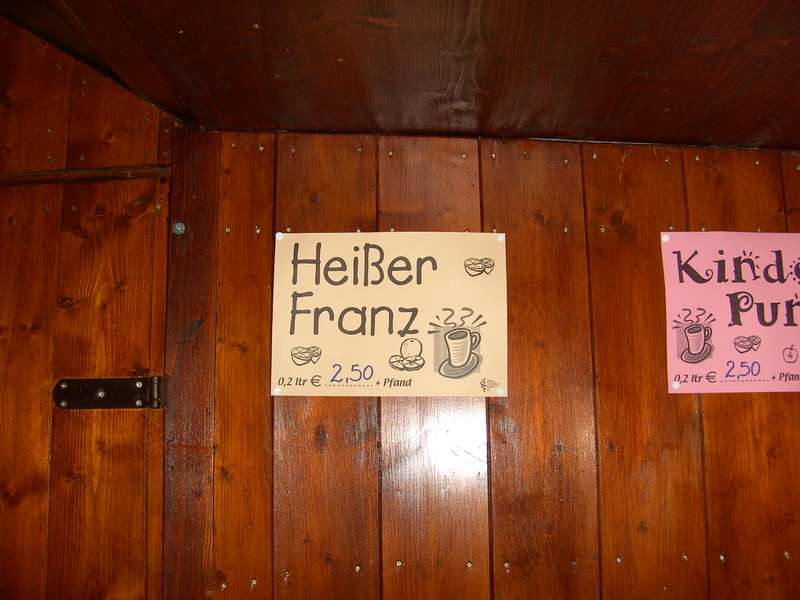 Heißer
Franz
0,2 ltr € 2,50 + Pfand
Kind
Pun
0,2 ltr € 2,50 + Pfan